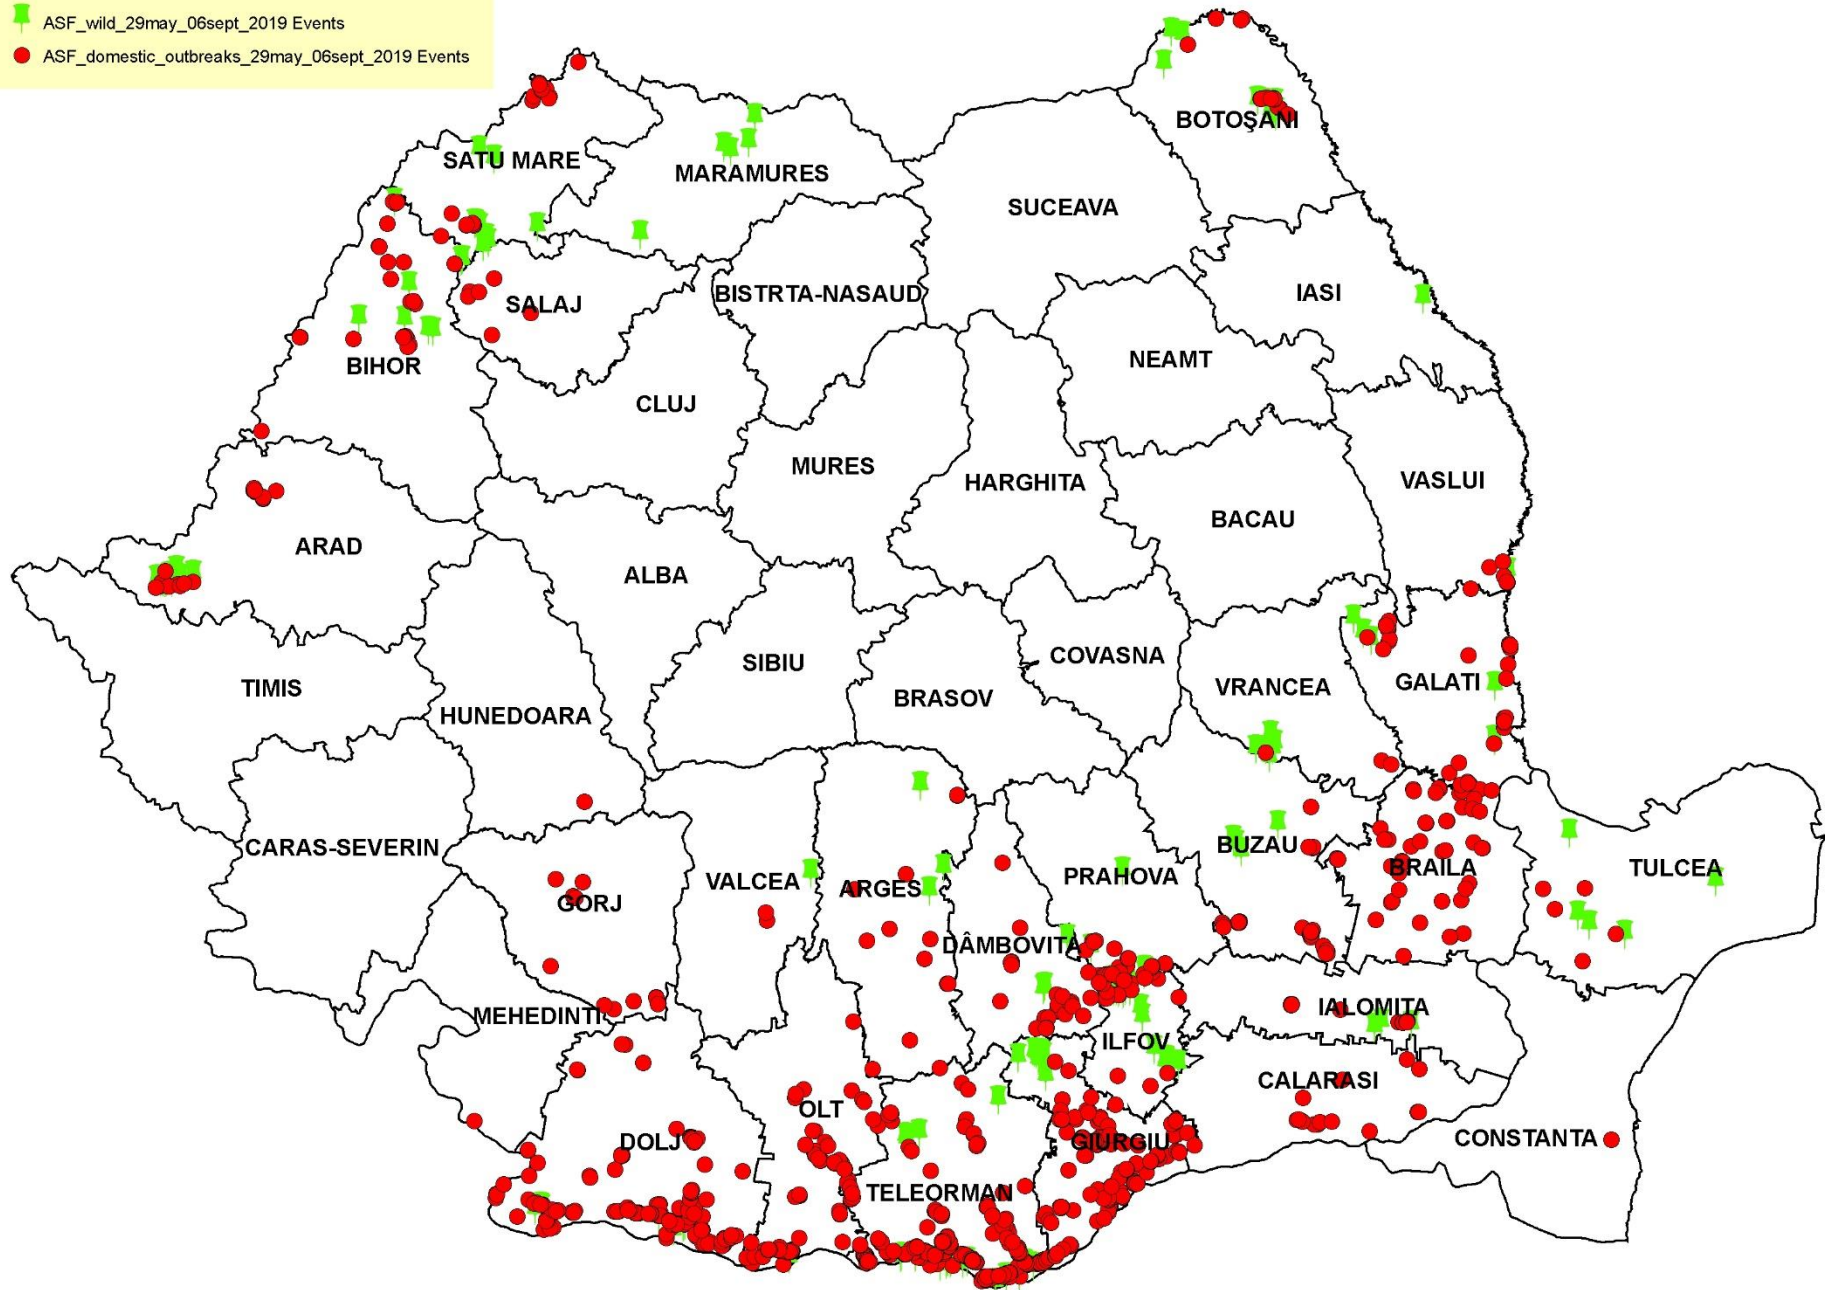 ASF_wild_29may_06sept_2019 Events
ASF_domestic_outbreaks_29may_06sept_2019 Events
BOTOŞANI
SATU MARE
MARAMURES
SUCEAVA
BISTRTA-NASAUD
IASI
SALAJ
NEAMT
BIHOR
CLUJ
MURES
HARGHITA
VASLUI
BACAU
ARAD
ALBA
COVASNA
SIBIU
GALATI
TIMIS
VRANCEA
BRASOV
HUNEDOARA
BUZAU
CARAS-SEVERIN
BRAILA
TULCEA
PRAHOVA
VALCEA
ARGES
GORJ
DÂMBOVITA
IALOMITA
MEHEDINTI
ILFOV
CALARASI
OLT
CONSTANTA
DOLJ
GIURGIU
TELEORMAN